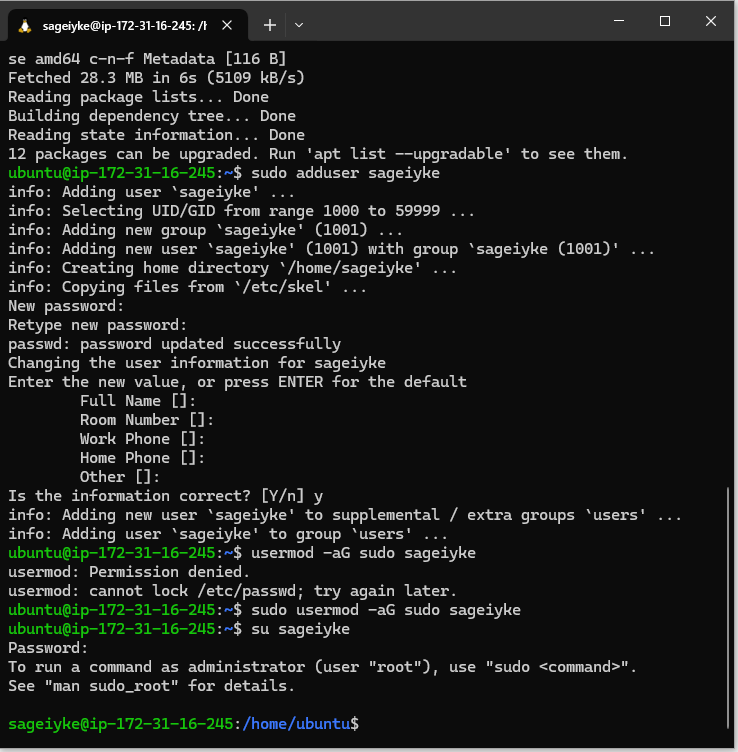 sageiyke@ip-172-31-16-245: /h
se amd64 c-n-f Metadata [116 B]
Fetched 28.3 MB in 6s (5109 kB/s)
Reading package lists... Done
Building dependency tree... Done
Reading state information... Done
12 packages can be upgraded. Run 'apt list --upgradable' to see them.
ubuntu@ip-172-31-16-245:~$ sudo adduser sageiyke
info: Adding user `sageiyke' ...
info: Selecting UID/GID from range 1000 to 59999 ...
info: Adding new group `sageiyke' (1001) ...
info: Adding new user `sageiyke' (1001) with group `sageiyke (1001)' ...
info: Creating home directory `/home/sageiyke' ...
info: Copying files from `/etc/skel' ...
New password:
Retype new password:
passwd: password updated successfully
Changing the user information for sageiyke
Enter the new value, or press ENTER for the default
        Full Name []:
        Room Number []:
        Work Phone []:
        Home Phone []:
        Other []:
Is the information correct? [Y/n] y
info: Adding new user `sageiyke' to supplemental / extra groups `users' ...
info: Adding user `sageiyke' to group `users' ...
ubuntu@ip-172-31-16-245:~$ usermod -aG sudo sageiyke
usermod: Permission denied.
usermod: cannot lock /etc/passwd; try again later.
ubuntu@ip-172-31-16-245:~$ sudo usermod -aG sudo sageiyke
ubuntu@ip-172-31-16-245:~$ su sageiyke
Password:
To run a command as administrator (user "root"), use "sudo <command>".
See "man sudo_root" for details.

sageiyke@ip-172-31-16-245:/home/ubuntu$